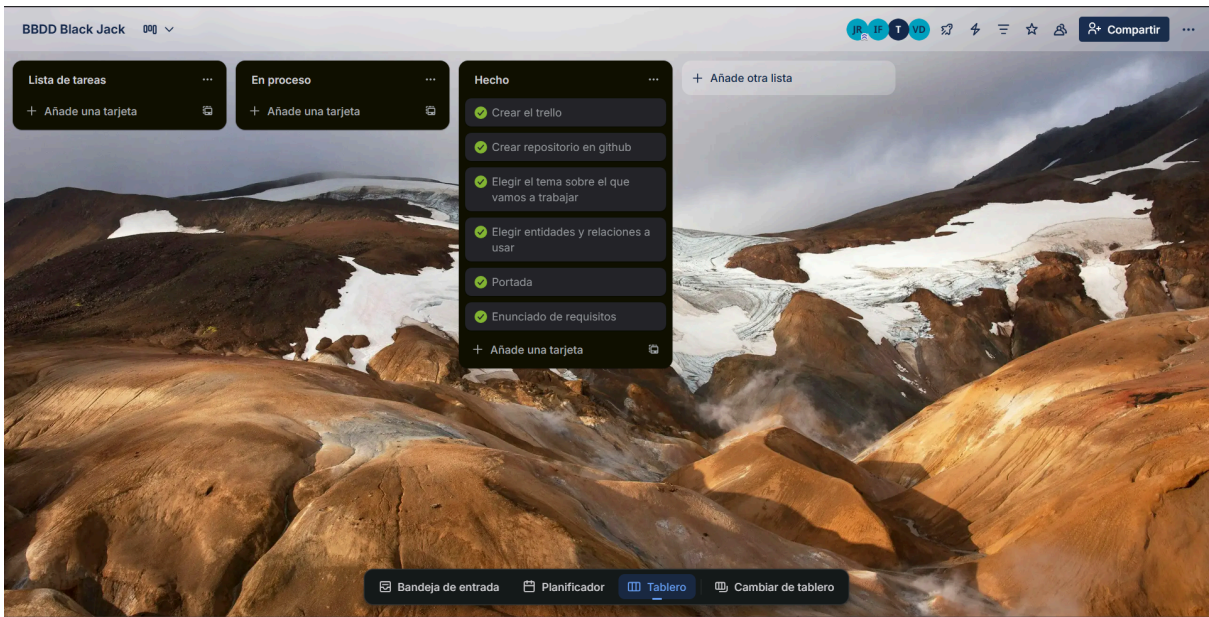 BBDD Black Jack
JR
IF
T
VD
Compartir
Lista de tareas
Añade una tarjeta
En proceso
Añade una tarjeta
Hecho
Crear el trello
Crear repositorio en github
Elegir el tema sobre el que
vamos a trabajar
Elegir entidades y relaciones a
usar
Portada
Enunciado de requisitos
Añade una tarjeta
Añade otra lista
Bandeja de entrada
Planificador
Tablero
Cambiar de tablero